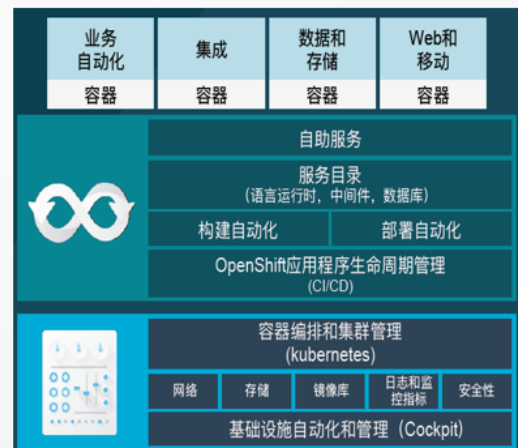 业务
自动化
集成
数据和
存储
Web和
移动
容器
容器
容器
容器
自助服务
服务目录
(语言运行时,中间件,数据库)
构建自动化
部署自动化
OpenShift应用程序生命周期管理
(CI/CD)
容器编排和集群管理
(kubernetes)
网络
存储
镜像库
日志和监
控指标
安全性
基础设施自动化和管理(Cockpit)